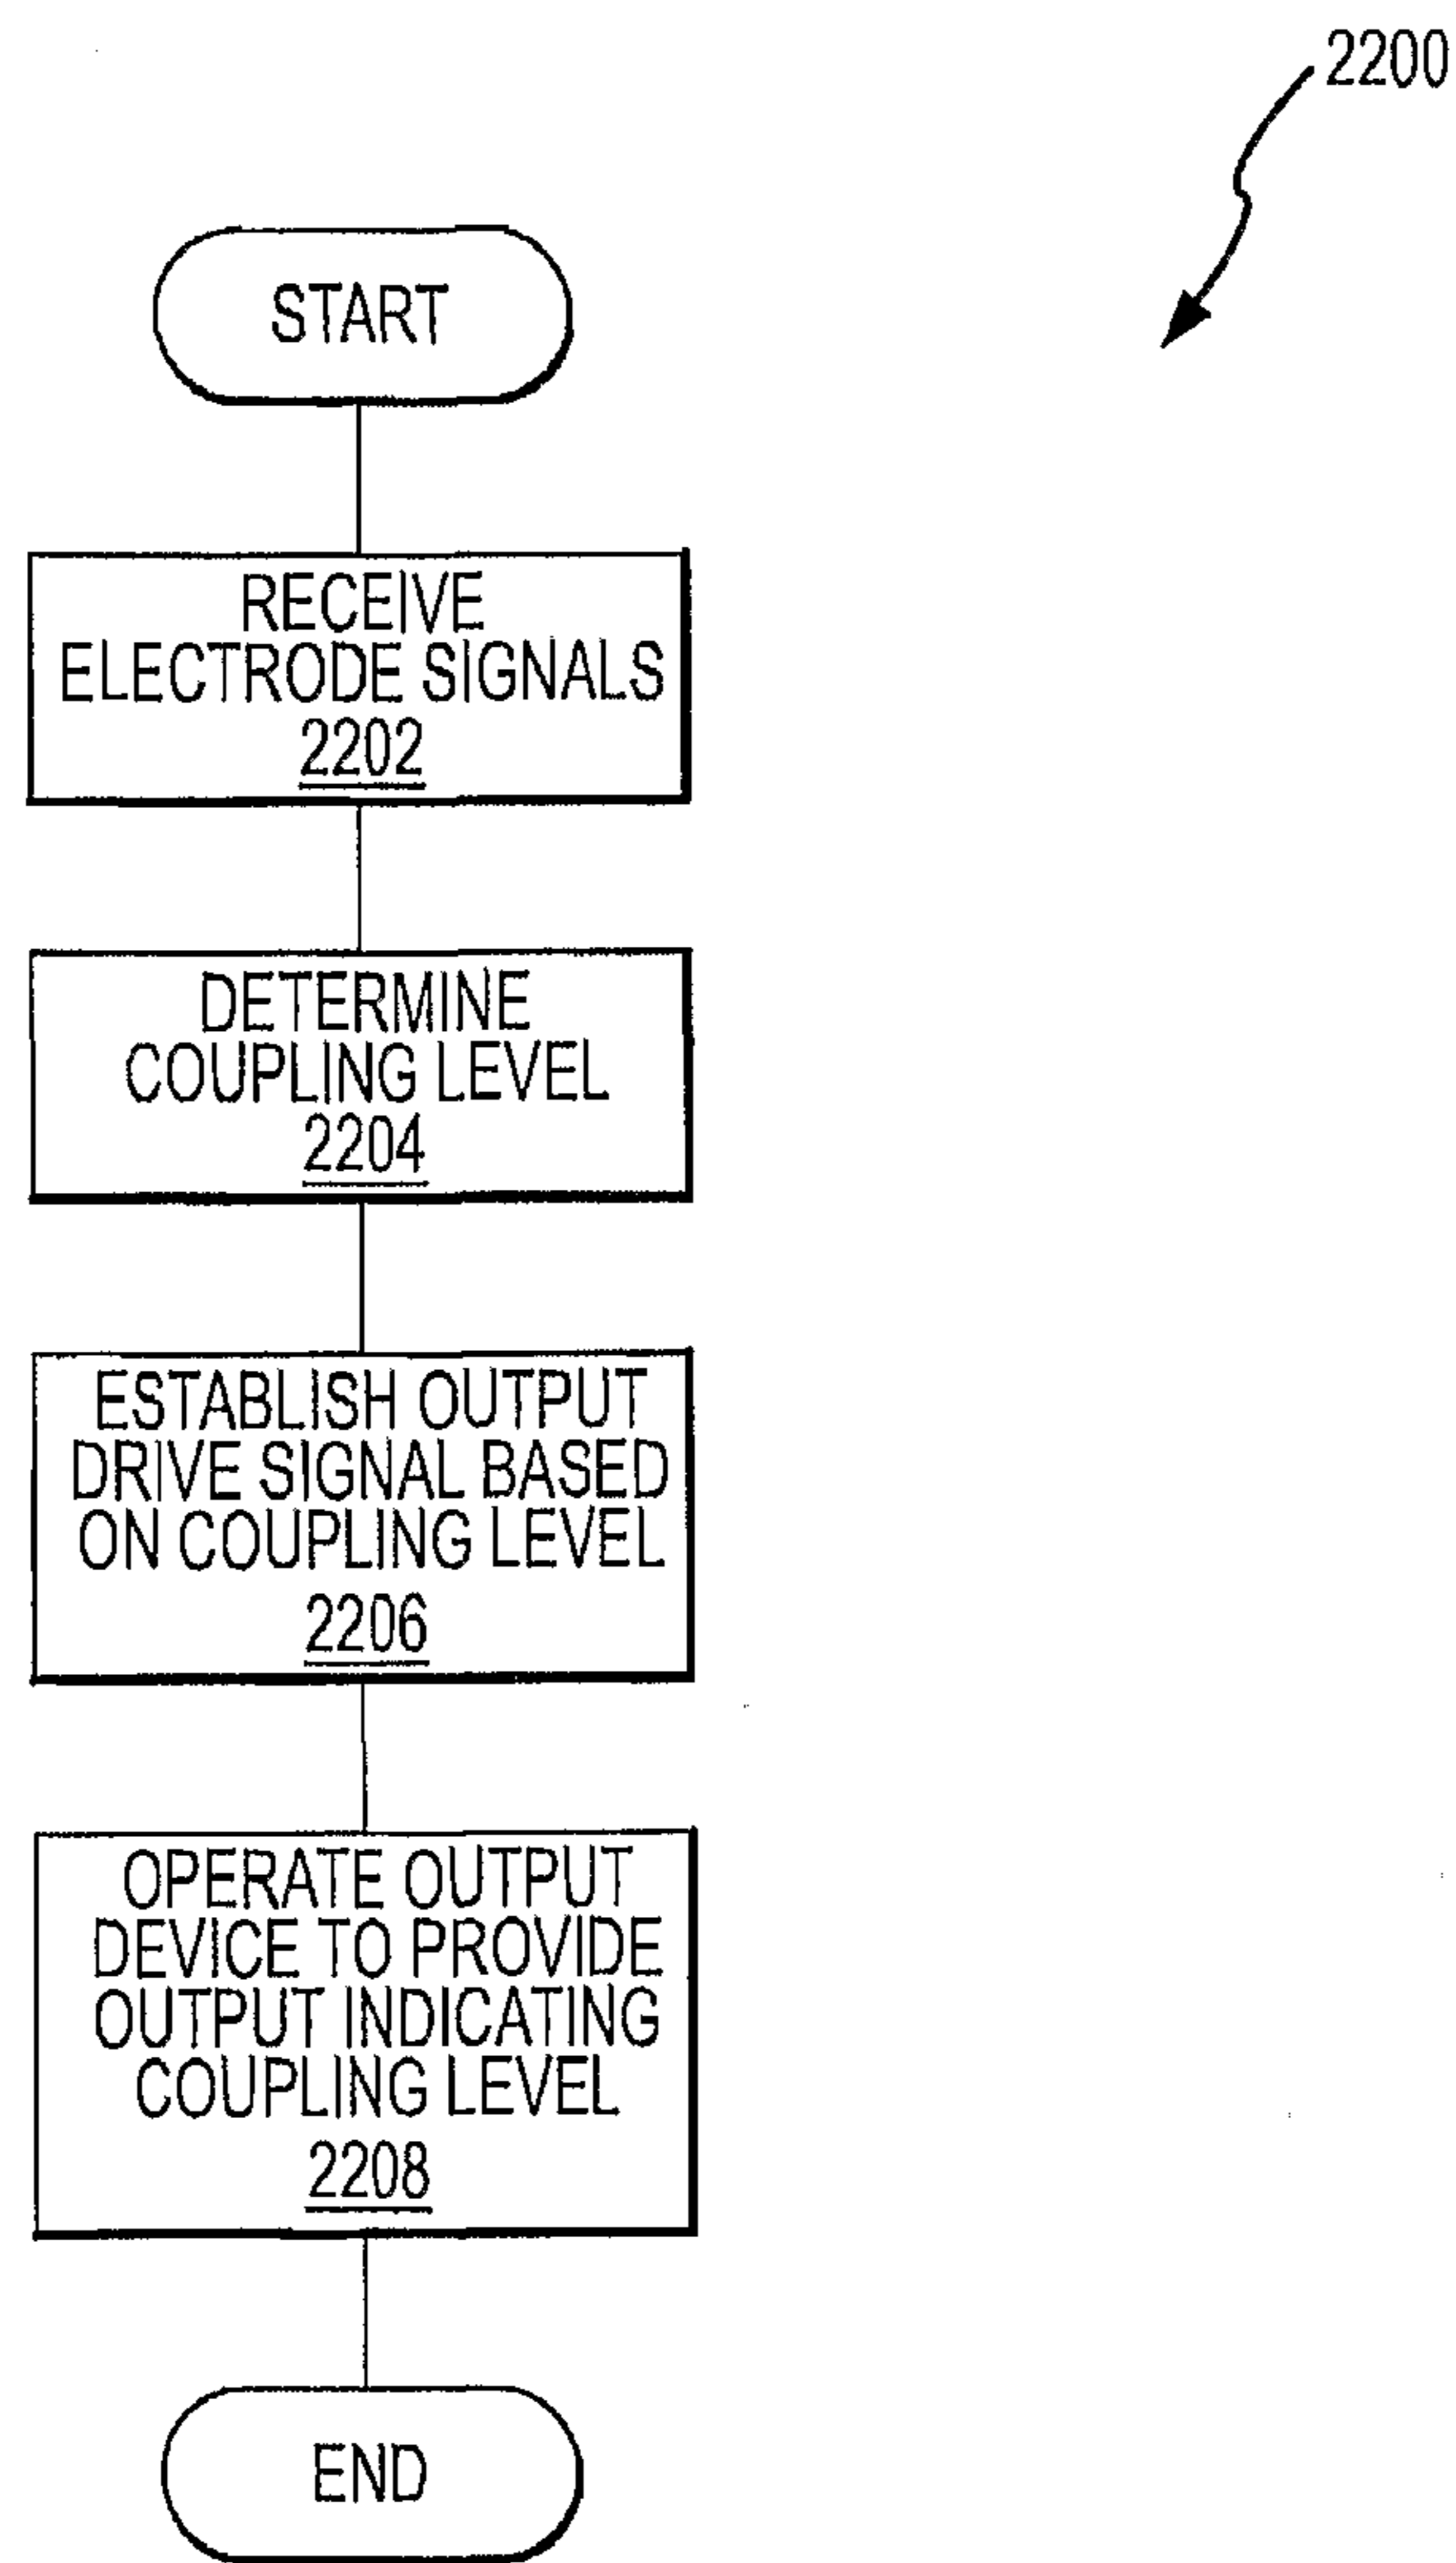 2200
START
RECEIVE
ELECTRODE SIGNALS
2202
DETERMINE
COUPLING LEVEL
2204
ESTABLISH OUTPUT
DRIVE SIGNAL BASED
ON COUPLING LEVEL
2206
OPERATE OUTPUT
DEVICE TO PROVIDE
OUTPUT INDICATING
COUPLING LEVEL
2208
END